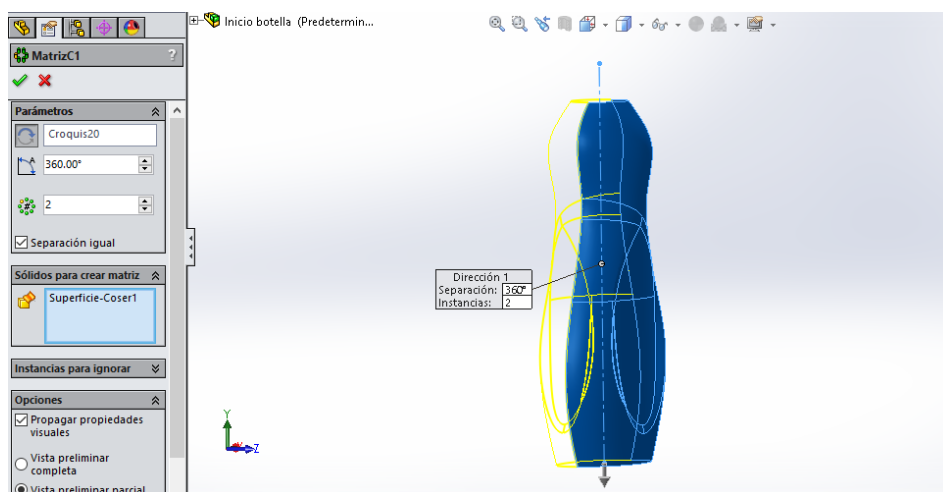 Inicio botella (Predetermin...
MatrizC1
?
Parámetros
Croquis20
360.00°
2
Separación igual
Sólidos para crear matriz
Superficie-Coser1
Instancias para ignorar
Opciones
Propagar propiedades
visuales
Vista preliminar
completa
Vista preliminar parcial
Dirección 1
Separación: 360°
Instancias: 2
Y
Z